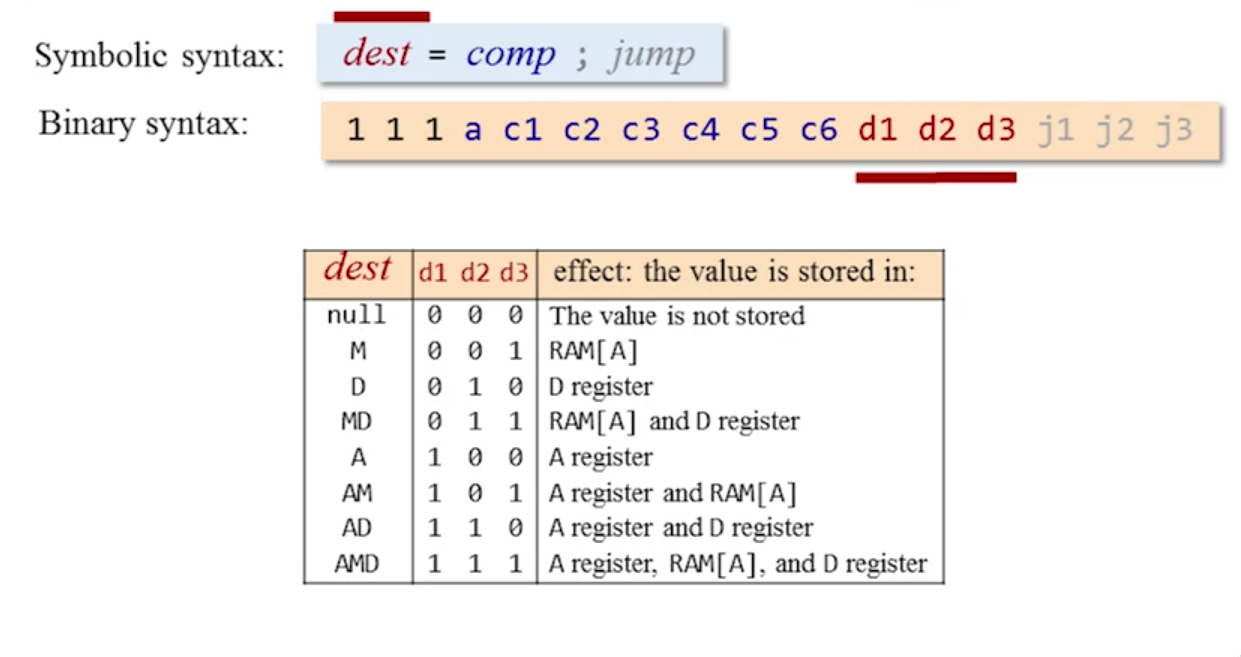 Symbolic syntax: dest = comp ; jump
Binary syntax: 1 1 1 a c1 c2 c3 c4 c5 c6 d1 d2 d3 j1 j2 j3
dest d1 d2 d3 effect: the value is stored in:
null 0 0 0 The value is not stored
M 0 0 1 RAM[A]
D 0 1 0 D register
MD 0 1 1 RAM[A] and D register
A 1 0 0 A register
AM 1 0 1 A register and RAM[A]
AD 1 1 0 A register and D register
AMD 1 1 1 A register, RAM[A], and D register